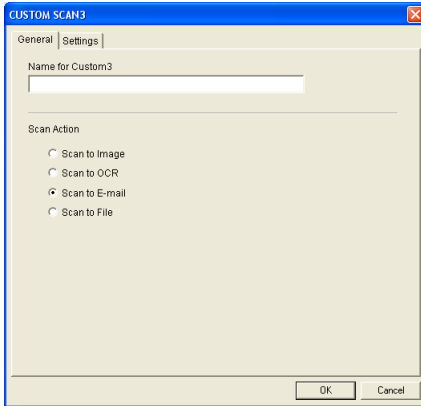 CUSTOM SCAN3
General Settings
Name for Custom3
Scan Action
Scan to Image
Scan to OCR
Scan to E-mail
Scan to File
OK Cancel